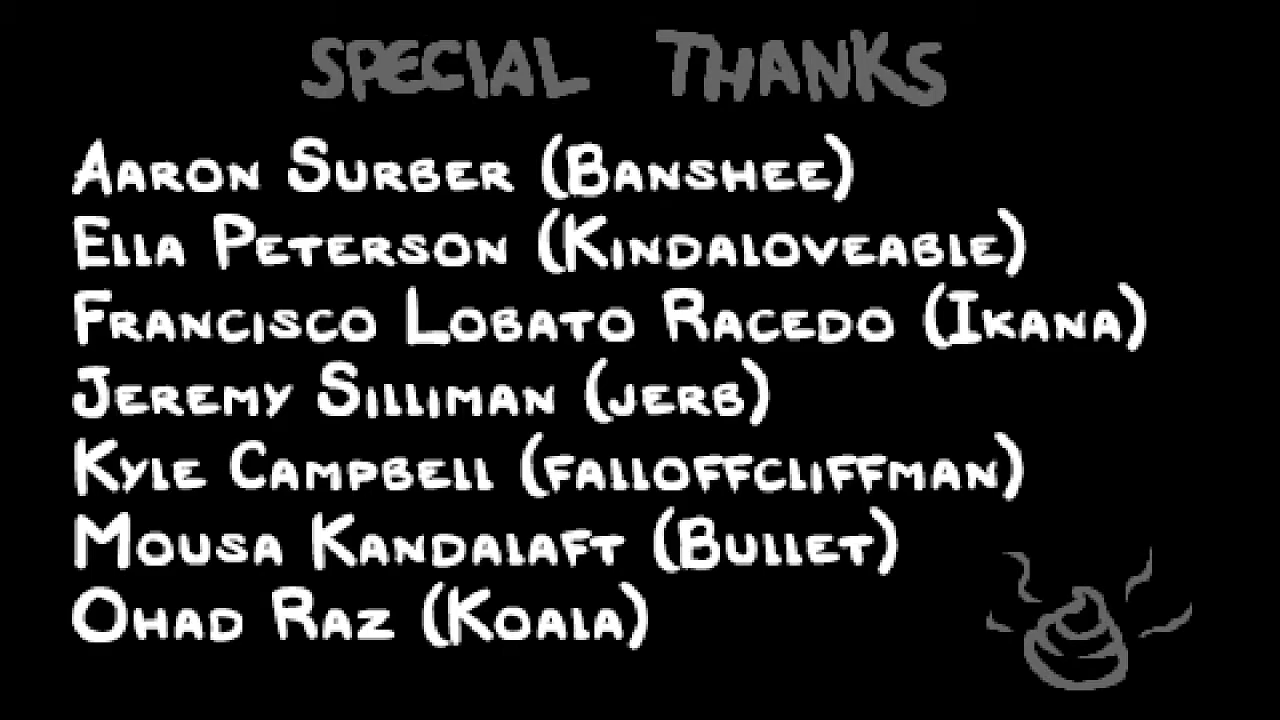 SPECIAL THANKS
Aaron Surber (Banshee)
Ella Peterson (Kindaloveable)
Francisco Lobato Racedo (Ikana)
Jeremy Silliman (jerb)
Kyle Campbell (falloffcliffman)
Mousa Kandalaft (Bullet)
Ohad Raz (Koala)